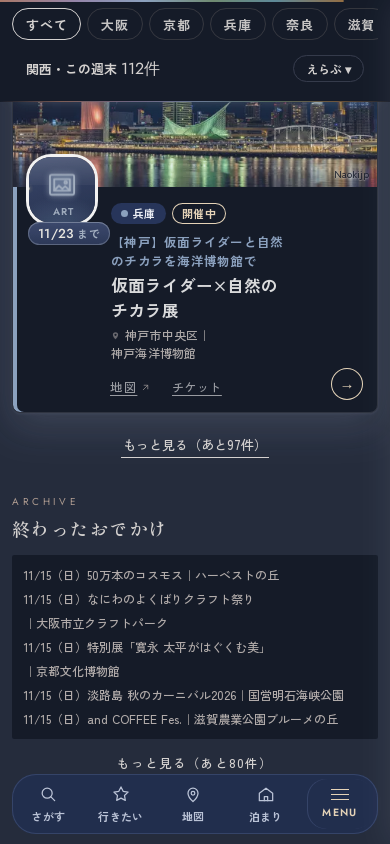 すべて 大阪 京都 兵庫 奈良 滋賀
関西・この週末 112件 えらぶ▼
Naokijp
ART
11/23 まで
兵庫 開催中
【神戸】仮面ライダーと自然
のチカラを海洋博物館で
仮面ライダー×自然の
チカラ展
神戸市中央区｜
神戸海洋博物館
地図 ↗ チケット →
もっと見る（あと97件）
ARCHIVE
終わったおでかけ
11/15（日）50万本のコスモス｜ハーベストの丘
11/15（日）なにわのよくばりクラフト祭り
｜大阪市立クラフトパーク
11/15（日）特別展「寛永 太平がはぐくむ美」
｜京都文化博物館
11/15（日）淡路島 秋のカーニバル2026｜国営明石海峡公園
11/15（日）and COFFEE Fes.｜滋賀農業公園ブルーメの丘
もっと見る（あと80件）
さがす 行きたい 地図 泊まり MENU